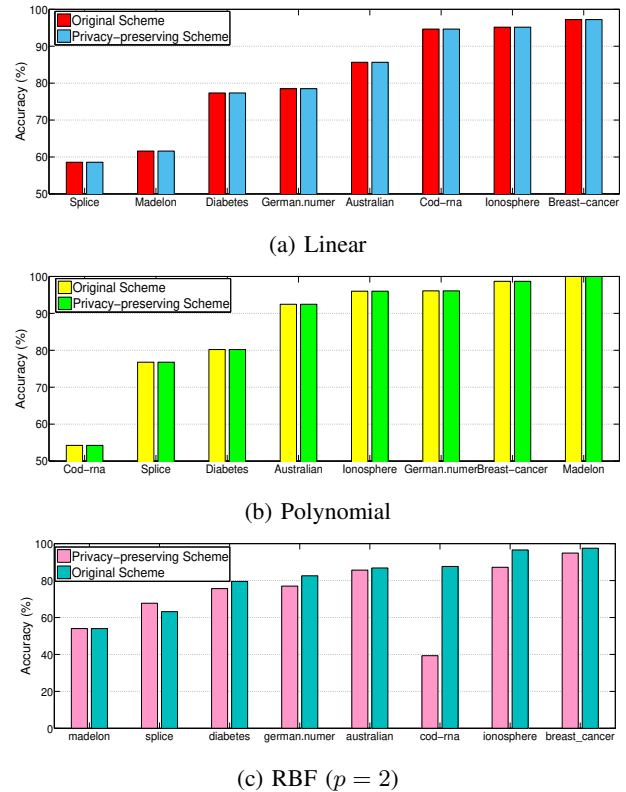 100
Original Scheme
Privacy-preserving Scheme
90
80
70
60
50
Accuracy (%)
Splice Madelon Diabetes German.numer Australian Cod-rna Ionosphere Breast-cancer
(a) Linear
100
Original Scheme
Privacy-preserving Scheme
90
80
70
60
50
Accuracy (%)
Cod-rna Splice Diabetes Australian Ionosphere German.numer Breast-cancer Madelon
(b) Polynomial
100
Privacy-preserving Scheme
Original Scheme
80
60
40
20
0
Accuracy (%)
madelon splice diabetes german.numer australian cod-rna ionosphere breast_cancer
(c) RBF (p = 2)